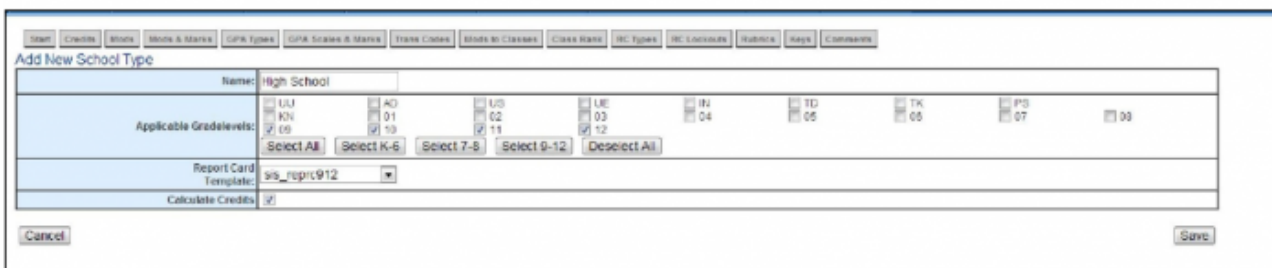 Start Credits Mods Mods & Marks GPA Types GPA Scales & Marks Trans Codes Mods to Classes Class Rank RC Types RC Lockouts Rubrics Keys Comments
Add New School Type
Name: High School
UU AD US UE IN TD TK PS
KN 01 02 03 04 05 06 07 08
Applicable Gradelevels:
09 10 11 12
Select All Select K-6 Select 7-8 Select 9-12 Deselect All
Report Card
Template: sis_reprc912
Calculate Credits
Cancel Save